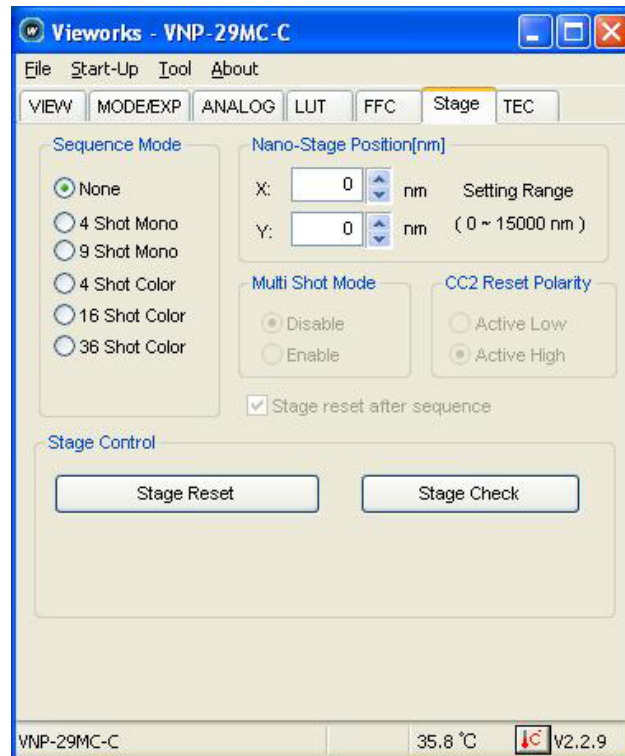 Vieworks - VNP-29MC-C
File Start-Up Tool About
VIEW MODE/EXP ANALOG LUT FFC Stage TEC
Sequence Mode
None
4 Shot Mono
9 Shot Mono
4 Shot Color
16 Shot Color
36 Shot Color
Nano-Stage Position[nm]
X: 0 nm
Y: 0 nm
Setting Range
( 0 ~ 15000 nm )
Multi Shot Mode
Disable
Enable
CC2 Reset Polarity
Active Low
Active High
Stage reset after sequence
Stage Control
Stage Reset
Stage Check
VNP-29MC-C 35.8 ℃ C V2.2.9